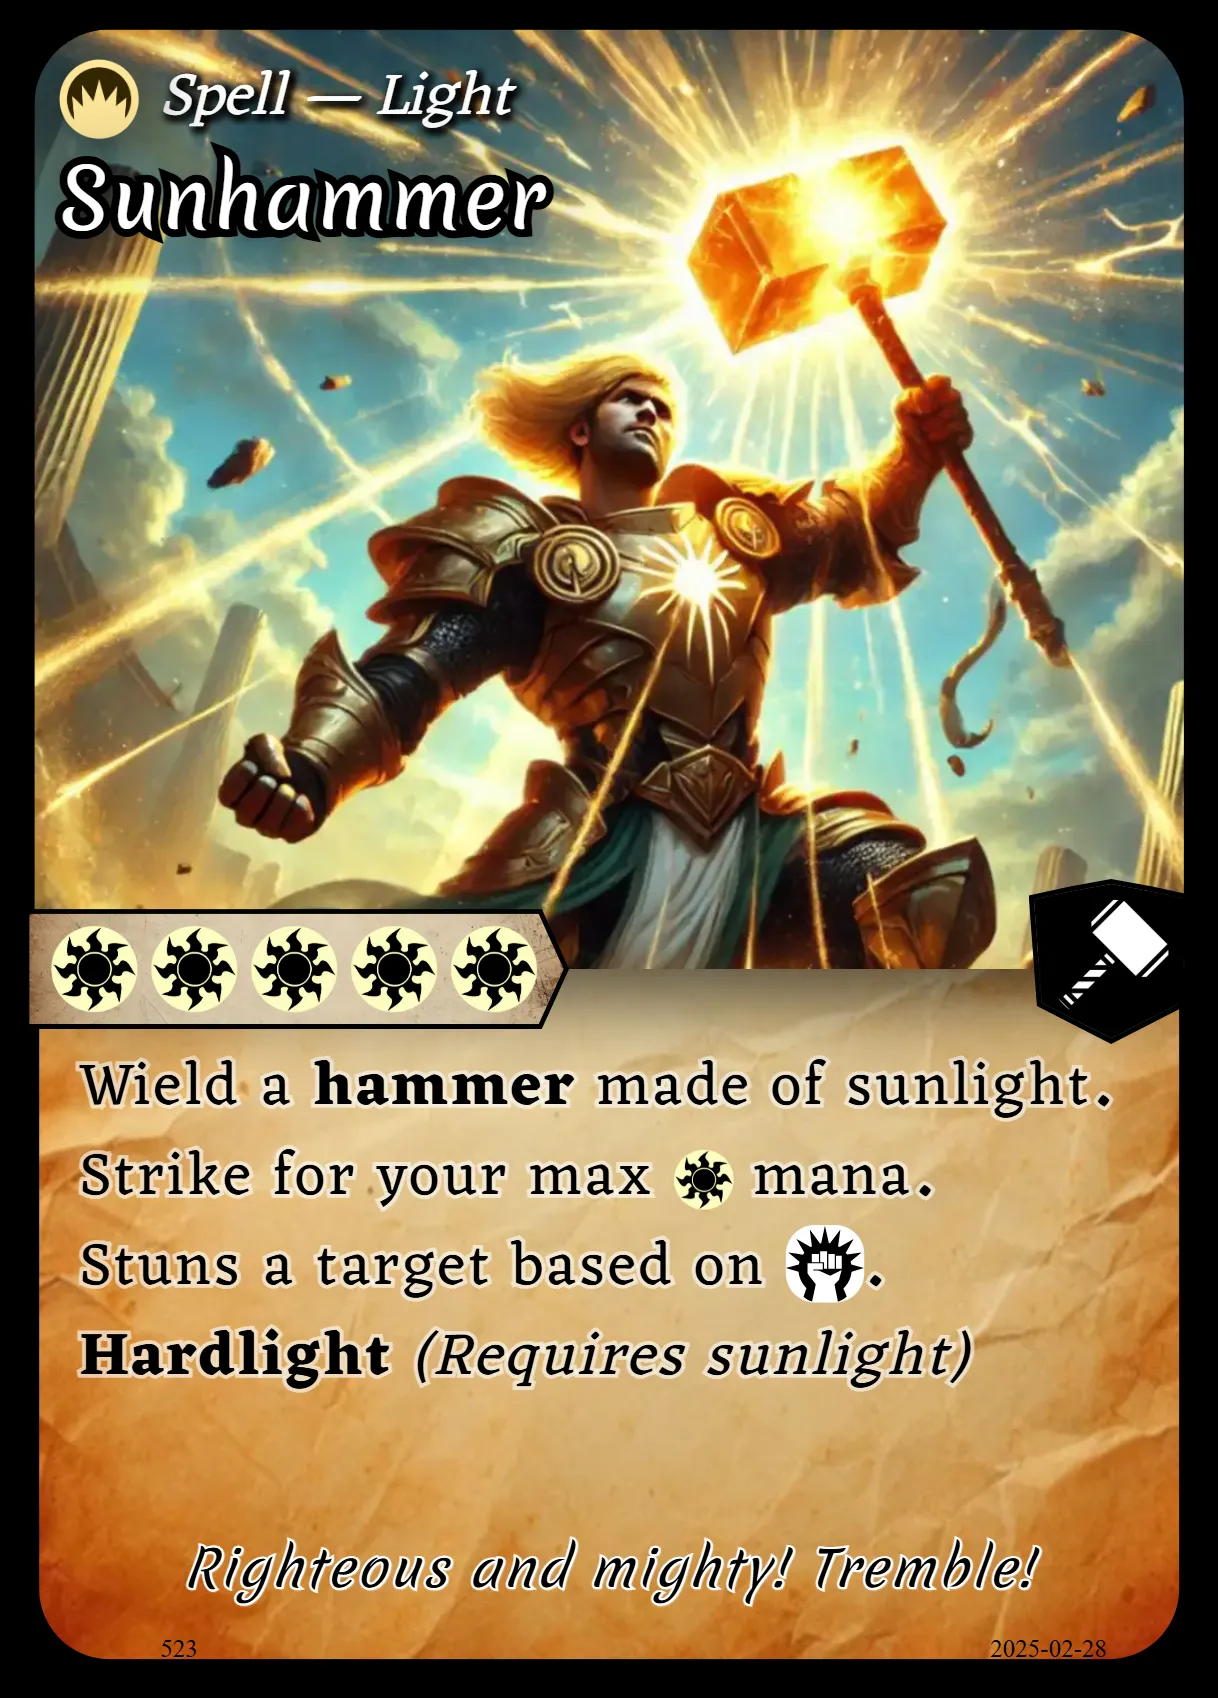 Spell — Light
Sunhammer
Wield a hammer made of sunlight.
Strike for your max mana.
Stuns a target based on .
Hardlight (Requires sunlight)
Righteous and mighty! Tremble!
523
2025-02-28